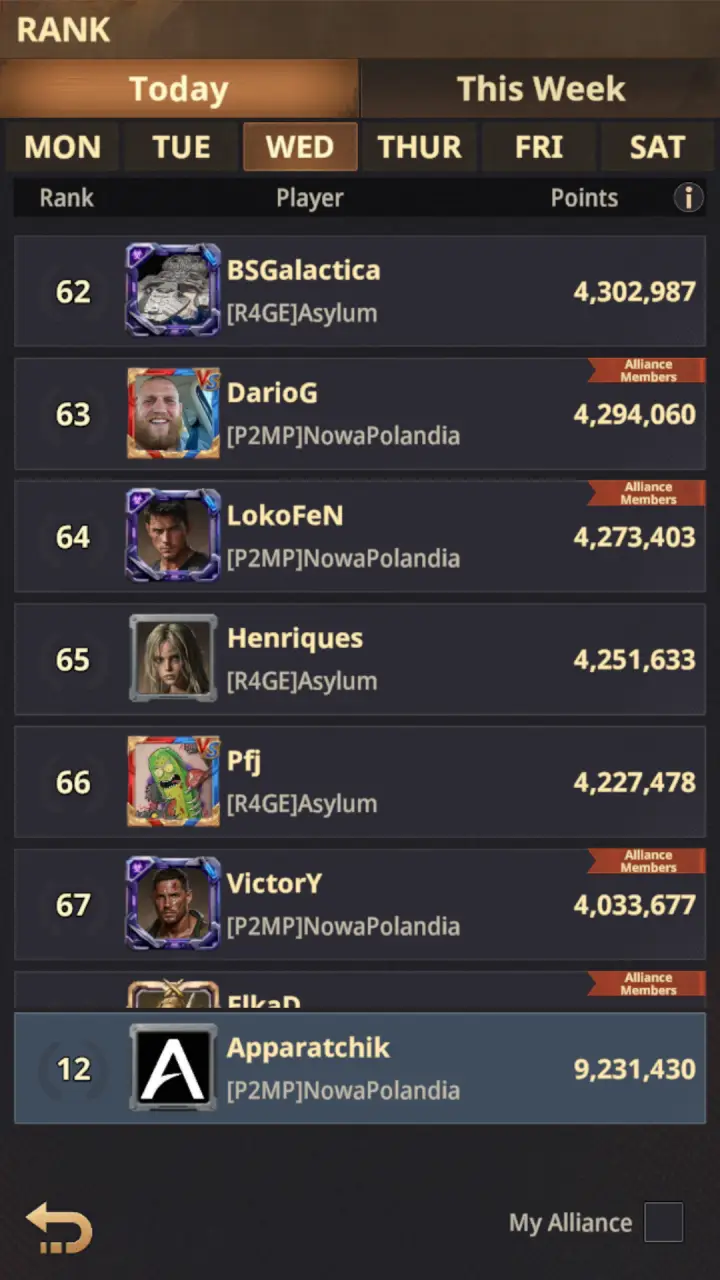 RANK
Today
This Week
MON
TUE
WED
THUR
FRI
SAT
Rank
Player
Points
62
BSGalactica
[R4GE]Asylum
4,302,987
63
DarioG
[P2MP]NowaPolandia
Alliance
Members
4,294,060
64
LokoFeN
[P2MP]NowaPolandia
Alliance
Members
4,273,403
65
Henriques
[R4GE]Asylum
4,251,633
66
VS
Pfj
[R4GE]Asylum
4,227,478
67
VictorY
[P2MP]NowaPolandia
Alliance
Members
4,033,677
ElkaD
Alliance
Members
12
Apparatchik
[P2MP]NowaPolandia
9,231,430
My Alliance